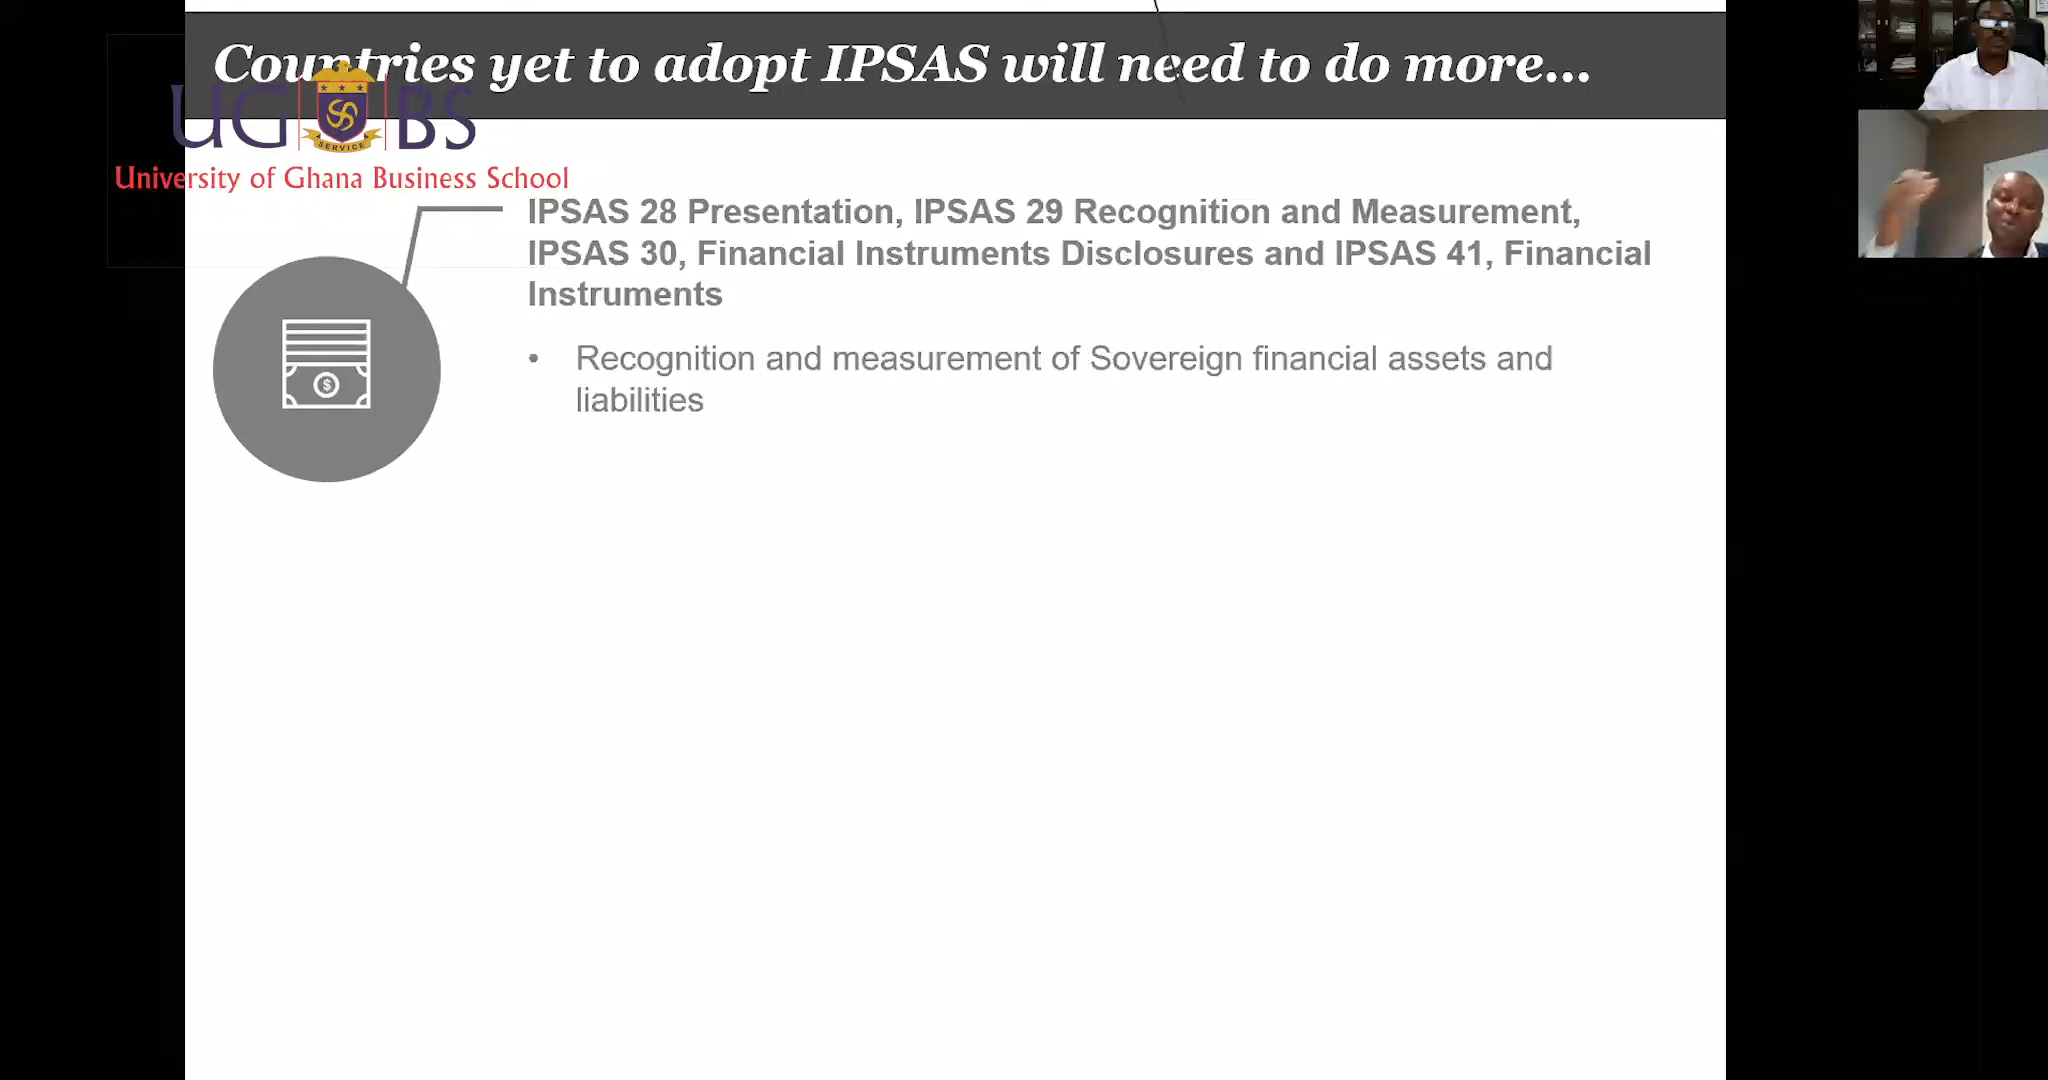 Countries yet to adopt IPSAS will need to do more...
UGBS
SERVICE
University of Ghana Business School
IPSAS 28 Presentation, IPSAS 29 Recognition and Measurement,
IPSAS 30, Financial Instruments Disclosures and IPSAS 41, Financial
Instruments
$
• Recognition and measurement of Sovereign financial assets and
liabilities